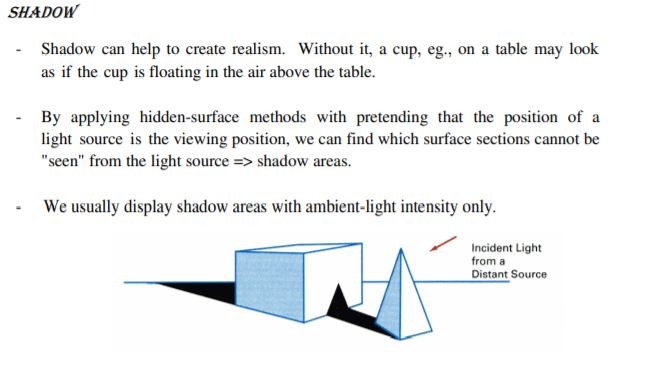 SHADOW
- Shadow can help to create realism. Without it, a cup, eg., on a table may look
as if the cup is floating in the air above the table.
- By applying hidden-surface methods with pretending that the position of a
light source is the viewing position, we can find which surface sections cannot be
"seen" from the light source => shadow areas.
- We usually display shadow areas with ambient-light intensity only.
Incident Light
from a
Distant Source